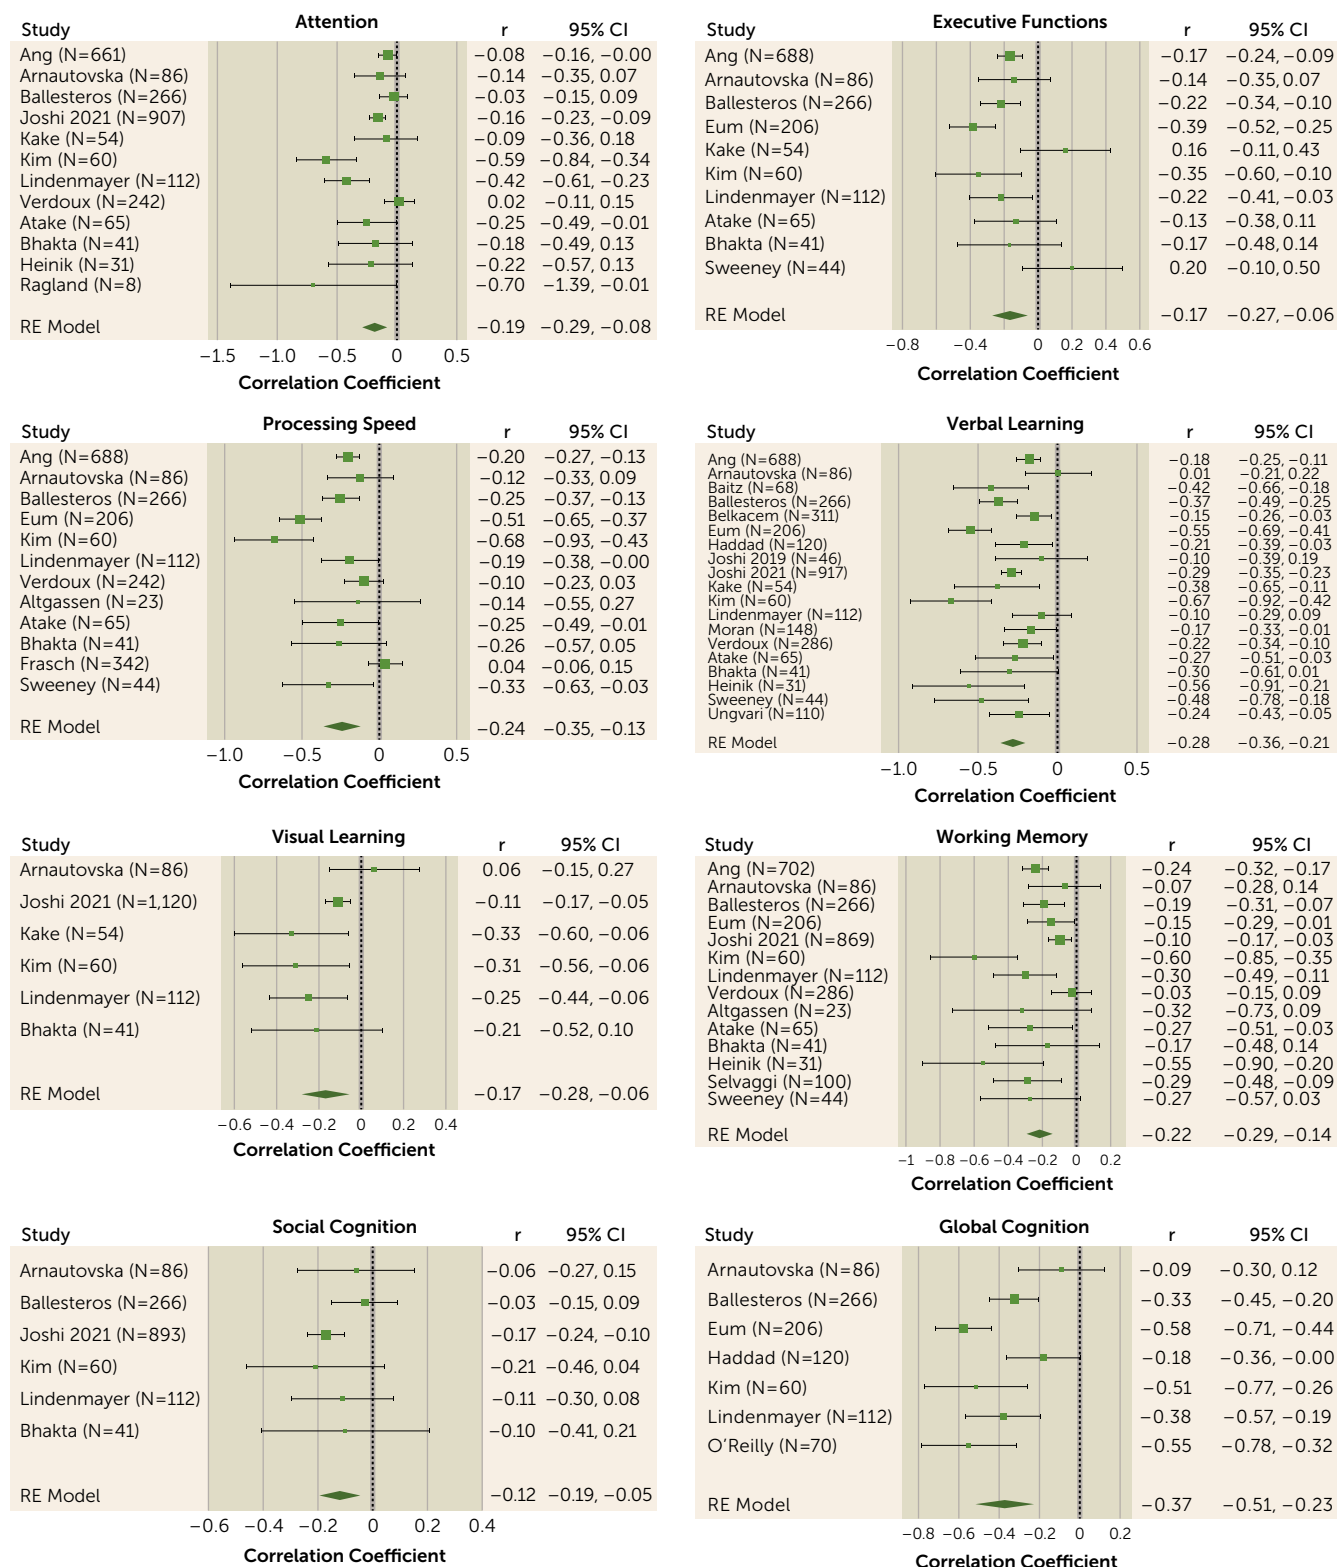 Attention
Study r 95% CI
Ang (N=661) −0.08 −0.16, −0.00
Arnautovska (N=86) −0.14 −0.35, 0.07
Ballesteros (N=266) −0.03 −0.15, 0.09
Joshi 2021 (N=907) −0.16 −0.23, −0.09
Kake (N=54) −0.09 −0.36, 0.18
Kim (N=60) −0.59 −0.84, −0.34
Lindenmayer (N=112) −0.42 −0.61, −0.23
Verdoux (N=242) 0.02 −0.11, 0.15
Atake (N=65) −0.25 −0.49, −0.01
Bhakta (N=41) −0.18 −0.49, 0.13
Heinik (N=31) −0.22 −0.57, 0.13
Ragland (N=8) −0.70 −1.39, −0.01
RE Model −0.19 −0.29, −0.08
−1.5 −1.0 −0.5 0 0.5
Correlation Coefficient
Executive Functions
Study r 95% CI
Ang (N=688) −0.17 −0.24, −0.09
Arnautovska (N=86) −0.14 −0.35, 0.07
Ballesteros (N=266) −0.22 −0.34, −0.10
Eum (N=206) −0.39 −0.52, −0.25
Kake (N=54) 0.16 −0.11, 0.43
Kim (N=60) −0.35 −0.60, −0.10
Lindenmayer (N=112) −0.22 −0.41, −0.03
Atake (N=65) −0.13 −0.38, 0.11
Bhakta (N=41) −0.17 −0.48, 0.14
Sweeney (N=44) 0.20 −0.10, 0.50
RE Model −0.17 −0.27, −0.06
−0.8 −0.4 0 0.2 0.4 0.6
Correlation Coefficient
Processing Speed
Study r 95% CI
Ang (N=688) −0.20 −0.27, −0.13
Arnautovska (N=86) −0.12 −0.33, 0.09
Ballesteros (N=266) −0.25 −0.37, −0.13
Eum (N=206) −0.51 −0.65, −0.37
Kim (N=60) −0.68 −0.93, −0.43
Lindenmayer (N=112) −0.19 −0.38, −0.00
Verdoux (N=242) −0.10 −0.23, 0.03
Altgassen (N=23) −0.14 −0.55, 0.27
Atake (N=65) −0.25 −0.49, −0.01
Bhakta (N=41) −0.26 −0.57, 0.05
Frasch (N=342) 0.04 −0.06, 0.15
Sweeney (N=44) −0.33 −0.63, −0.03
RE Model −0.24 −0.35, −0.13
−1.0 −0.5 0
Correlation Coefficient
Verbal Learning
Study r 95% CI
Ang (N=688) −0.18 −0.25, −0.11
Arnautovska (N=86) 0.01 −0.21, 0.22
Baitz (N=68) −0.42 −0.66, −0.18
Ballesteros (N=266) −0.37 −0.49, −0.25
Belkacem (N=311) −0.15 −0.26, −0.03
Eum (N=206) −0.55 −0.69, −0.41
Haddad (N=120) −0.21 −0.39, −0.03
Joshi 2019 (N=46) −0.10 −0.39, 0.19
Joshi 2021 (N=917) −0.29 −0.35, −0.23
Kake (N=54) −0.38 −0.65, −0.11
Kim (N=60) −0.67 −0.92, −0.42
Lindenmayer (N=112) −0.10 −0.29, 0.09
Moran (N=148) −0.17 −0.33, −0.01
Verdoux (N=286) −0.22 −0.34, −0.10
Atake (N=65) −0.27 −0.51, −0.03
Bhakta (N=41) −0.30 −0.61, 0.01
Heinik (N=31) −0.56 −0.91, −0.21
Sweeney (N=44) −0.48 −0.78, −0.18
Ungvari (N=110) −0.24 −0.43, −0.05
RE Model −0.28 −0.36, −0.21
−1.0 −0.5 0 0.5
Correlation Coefficient
Visual Learning
Study r 95% CI
Arnautovska (N=86) 0.06 −0.15, 0.27
Joshi 2021 (N=1,120) −0.11 −0.17, −0.05
Kake (N=54) −0.33 −0.60, −0.06
Kim (N=60) −0.31 −0.56, −0.06
Lindenmayer (N=112) −0.25 −0.44, −0.06
Bhakta (N=41) −0.21 −0.52, 0.10
RE Model −0.17 −0.28, −0.06
−0.6 −0.4 −0.2 0 0.2 0.4
Correlation Coefficient
Working Memory
Study r 95% CI
Ang (N=702) −0.24 −0.32, −0.17
Arnautovska (N=86) −0.07 −0.28, 0.14
Ballesteros (N=266) −0.19 −0.31, −0.07
Eum (N=206) −0.15 −0.29, −0.01
Joshi 2021 (N=869) −0.10 −0.17, −0.03
Kim (N=60) −0.60 −0.85, −0.35
Lindenmayer (N=112) −0.30 −0.49, −0.11
Verdoux (N=286) −0.03 −0.15, 0.09
Altgassen (N=23) −0.32 −0.73, 0.09
Atake (N=65) −0.27 −0.51, −0.03
Bhakta (N=41) −0.17 −0.48, 0.14
Heinik (N=31) −0.55 −0.90, −0.20
Selvaggi (N=100) −0.29 −0.48, −0.09
Sweeney (N=44) −0.27 −0.57, 0.03
RE Model −0.22 −0.29, −0.14
−1 −0.8 −0.6 −0.4 −0.2 0 0.2
Correlation Coefficient
Social Cognition
Study r 95% CI
Arnautovska (N=86) −0.06 −0.27, 0.15
Ballesteros (N=266) −0.03 −0.15, 0.09
Joshi 2021 (N=893) −0.17 −0.24, −0.10
Kim (N=60) −0.21 −0.46, 0.04
Lindenmayer (N=112) −0.11 −0.30, 0.08
Bhakta (N=41) −0.10 −0.41, 0.21
RE Model −0.12 −0.19, −0.05
−0.6 −0.4 −0.2 0 0.2 0.4
Correlation Coefficient
Global Cognition
Study r 95% CI
Arnautovska (N=86) −0.09 −0.30, 0.12
Ballesteros (N=266) −0.33 −0.45, −0.20
Eum (N=206) −0.58 −0.71, −0.44
Haddad (N=120) −0.18 −0.36, −0.00
Kim (N=60) −0.51 −0.77, −0.26
Lindenmayer (N=112) −0.38 −0.57, −0.19
O’Reilly (N=70) −0.55 −0.78, −0.32
RE Model −0.37 −0.51, −0.23
−0.8 −0.6 −0.4 −0.2 0 0.2
Correlation Coefficient